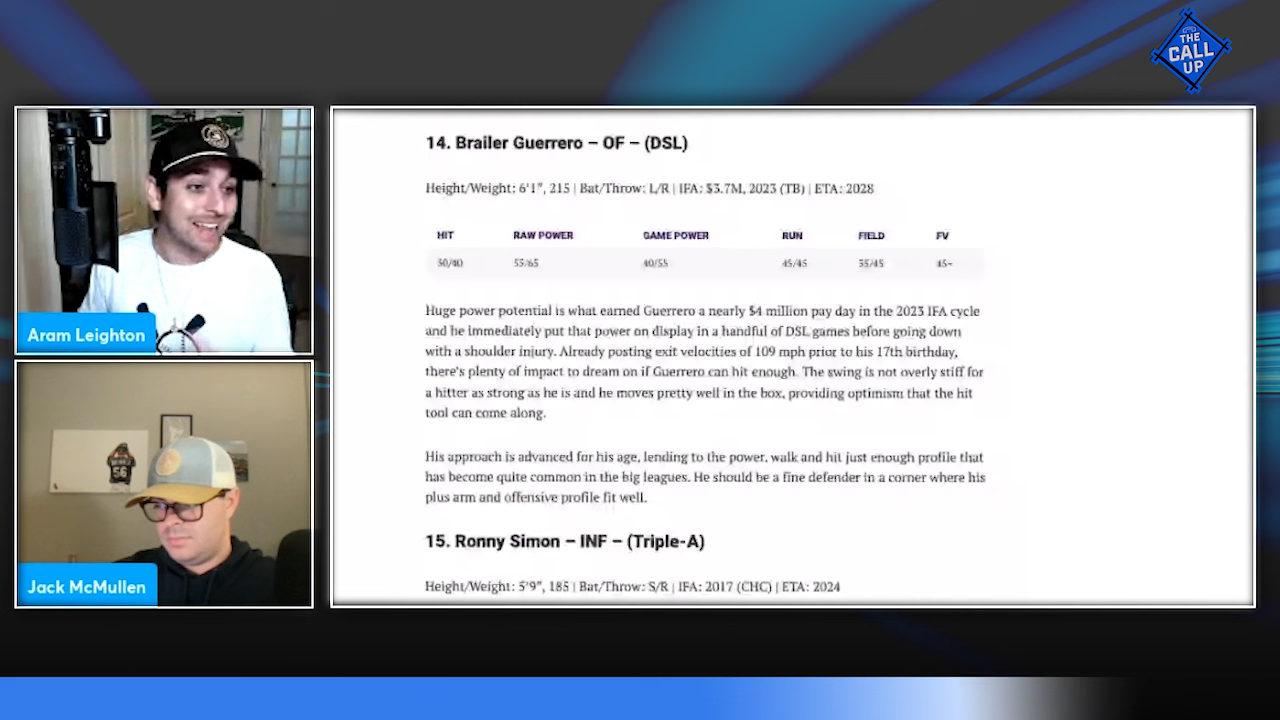 THE
CALL
UP
Aram Leighton
56
Jack McMullen
14. Brailer Guerrero – OF – (DSL)
Height/Weight: 6'1", 215 | Bat/Throw: L/R | IFA: $3.7M, 2023 (TB) | ETA: 2028
HIT RAW POWER GAME POWER RUN FIELD FV
30/40 55/65 40/55 45/45 35/45 45-
Huge power potential is what earned Guerrero a nearly $4 million pay day in the 2023 IFA cycle
and he immediately put that power on display in a handful of DSL games before going down
with a shoulder injury. Already posting exit velocities of 109 mph prior to his 17th birthday,
there's plenty of impact to dream on if Guerrero can hit enough. The swing is not overly stiff for
a hitter as strong as he is and he moves pretty well in the box, providing optimism that the hit
tool can come along.
His approach is advanced for his age, lending to the power, walk and hit just enough profile that
has become quite common in the big leagues. He should be a fine defender in a corner where his
plus arm and offensive profile fit well.
15. Ronny Simon – INF – (Triple-A)
Height/Weight: 5'9", 185 | Bat/Throw: S/R | IFA: 2017 (CHC) | ETA: 2024